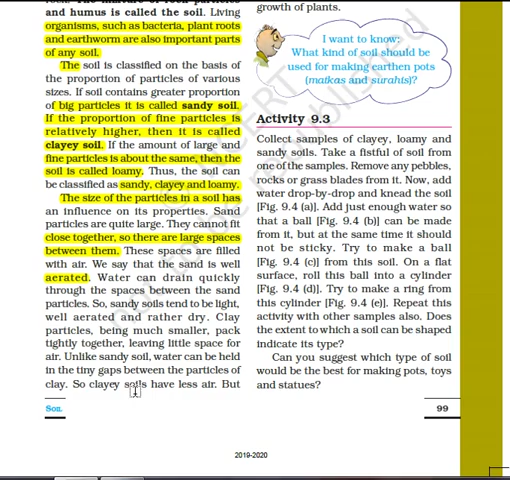 and humus is called the soil. Living
organisms, such as bacteria, plant roots
and earthworm are also important parts
of any soil.
The soil is classified on the basis of
the proportion of particles of various
sizes. If soil contains greater proportion
of big particles it is called sandy soil.
If the proportion of fine particles is
relatively higher, then it is called
clayey soil. If the amount of large and
fine particles is about the same, then the
soil is called loamy. Thus, the soil can
be classified as sandy, clayey and loamy.
The size of the particles in a soil has
an influence on its properties. Sand
particles are quite large. They cannot fit
close together, so there are large spaces
between them. These spaces are filled
with air. We say that the sand is well
aerated. Water can drain quickly
through the spaces between the sand
particles. So, sandy soils tend to be light,
well aerated and rather dry. Clay
particles, being much smaller, pack
tightly together, leaving little space for
air. Unlike sandy soil, water can be held
in the tiny gaps between the particles of
clay. So clayey soils have less air. But
growth of plants.
I want to know:
What kind of soil should be
used for making earthen pots
(matkas and surahis)?
Activity 9.3
Collect samples of clayey, loamy and
sandy soils. Take a fistful of soil from
one of the samples. Remove any pebbles,
rocks or grass blades from it. Now, add
water drop-by-drop and knead the soil
[Fig. 9.4 (a)]. Add just enough water so
that a ball [Fig. 9.4 (b)] can be made
from it, but at the same time it should
not be sticky. Try to make a ball
[Fig. 9.4 (c)] from this soil. On a flat
surface, roll this ball into a cylinder
[Fig. 9.4 (d)]. Try to make a ring from
this cylinder [Fig. 9.4 (e)]. Repeat this
activity with other samples also. Does
the extent to which a soil can be shaped
indicate its type?
Can you suggest which type of soil
would be the best for making pots, toys
and statues?
SOIL
99
2019-2020